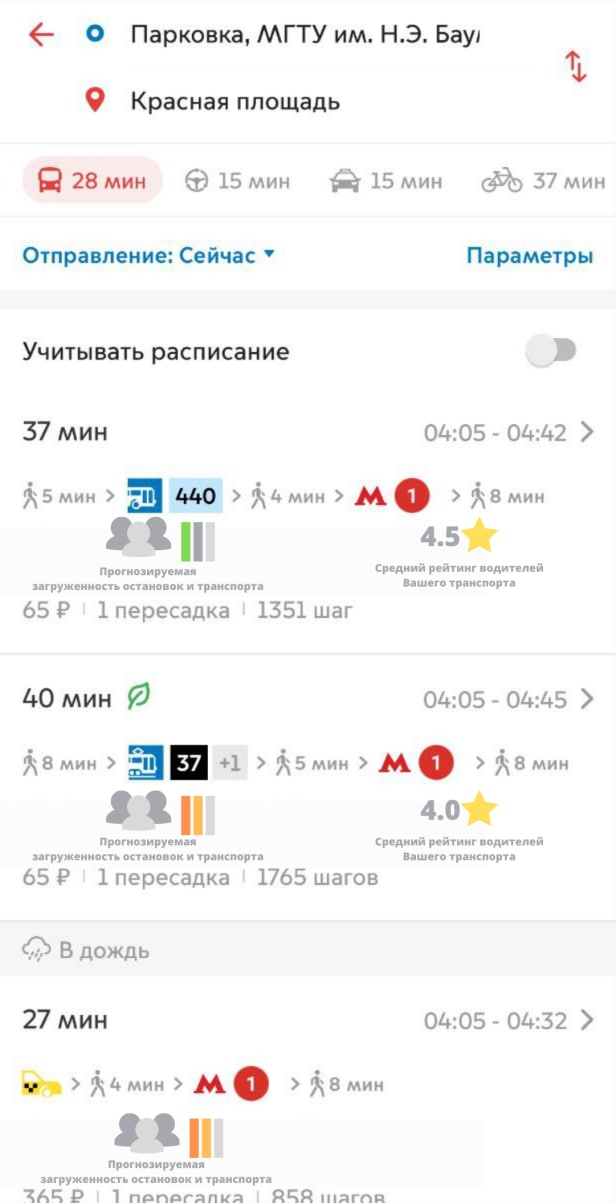 Парковка, МГТУ им. Н.Э. Бау
Красная площадь
28 мин 15 мин 15 мин 37 мин
Отправление: Сейчас Параметры
Учитывать расписание
37 мин 04:05 - 04:42
5 мин > 440 > 4 мин > М 1 > 8 мин
4.5
Прогнозируемая
загруженность остановок и транспорта
Средний рейтинг водителей
Вашего транспорта
65 ₽ | 1 пересадка | 1351 шаг
40 мин 04:05 - 04:45
8 мин > 37 +1 > 5 мин > М 1 > 8 мин
4.0
Прогнозируемая
загруженность остановок и транспорта
Средний рейтинг водителей
Вашего транспорта
65 ₽ | 1 пересадка | 1765 шагов
В дождь
27 мин 04:05 - 04:32
> 4 мин > М 1 > 8 мин
Прогнозируемая
загруженность остановок и транспорта
365 ₽ | 1 пересадка | 858 шагов